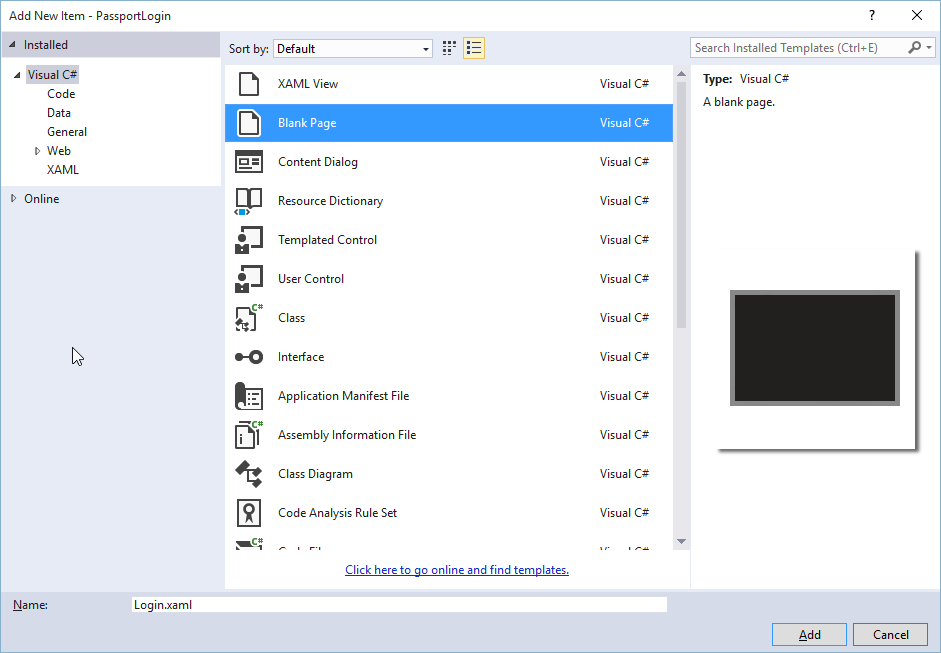 Add New Item - PassportLogin
?
Installed
Visual C#
Code
Data
General
Web
XAML
Online
Sort by: Default
Search Installed Templates (Ctrl+E)
XAML View Visual C#
Blank Page Visual C#
Content Dialog Visual C#
Resource Dictionary Visual C#
Templated Control Visual C#
User Control Visual C#
C#
Class Visual C#
Interface Visual C#
Application Manifest File Visual C#
C#
Assembly Information File Visual C#
Class Diagram Visual C#
Code Analysis Rule Set Visual C#
C#
Type: Visual C#
A blank page.
Click here to go online and find templates.
Name: Login.xaml
Add Cancel